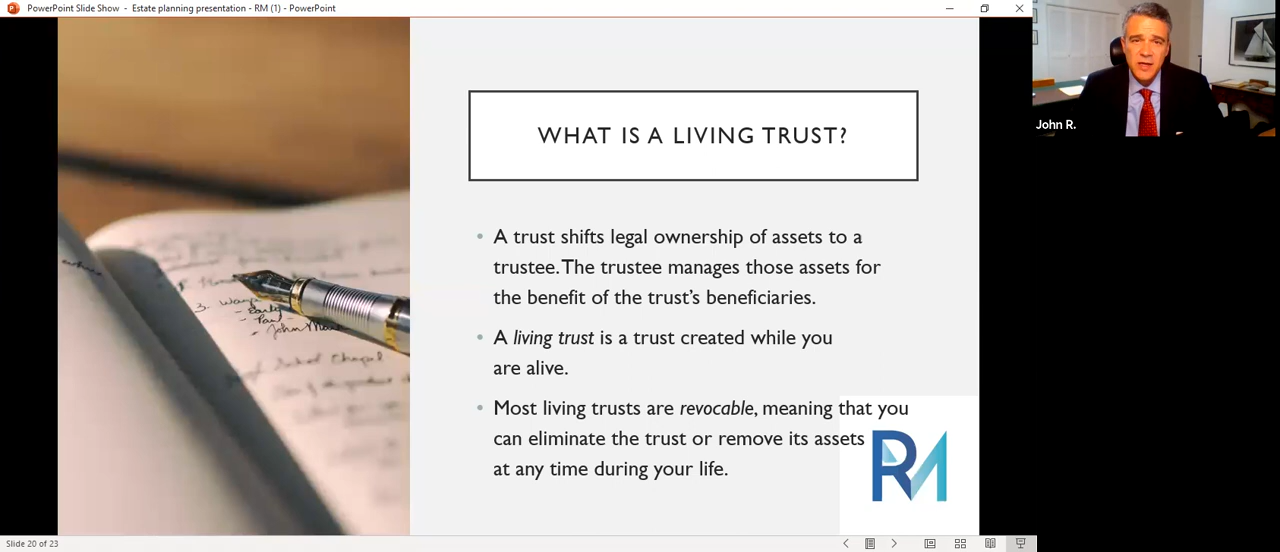 PowerPoint Slide Show - Estate planning presentation - RM (1) - PowerPoint
John R.
WHAT IS A LIVING TRUST?
• A trust shifts legal ownership of assets to a
trustee. The trustee manages those assets for
the benefit of the trust's beneficiaries.
• A living trust is a trust created while you
are alive.
• Most living trusts are revocable, meaning that you
can eliminate the trust or remove its assets
at any time during your life.
RM
3.
Slide 20 of 23